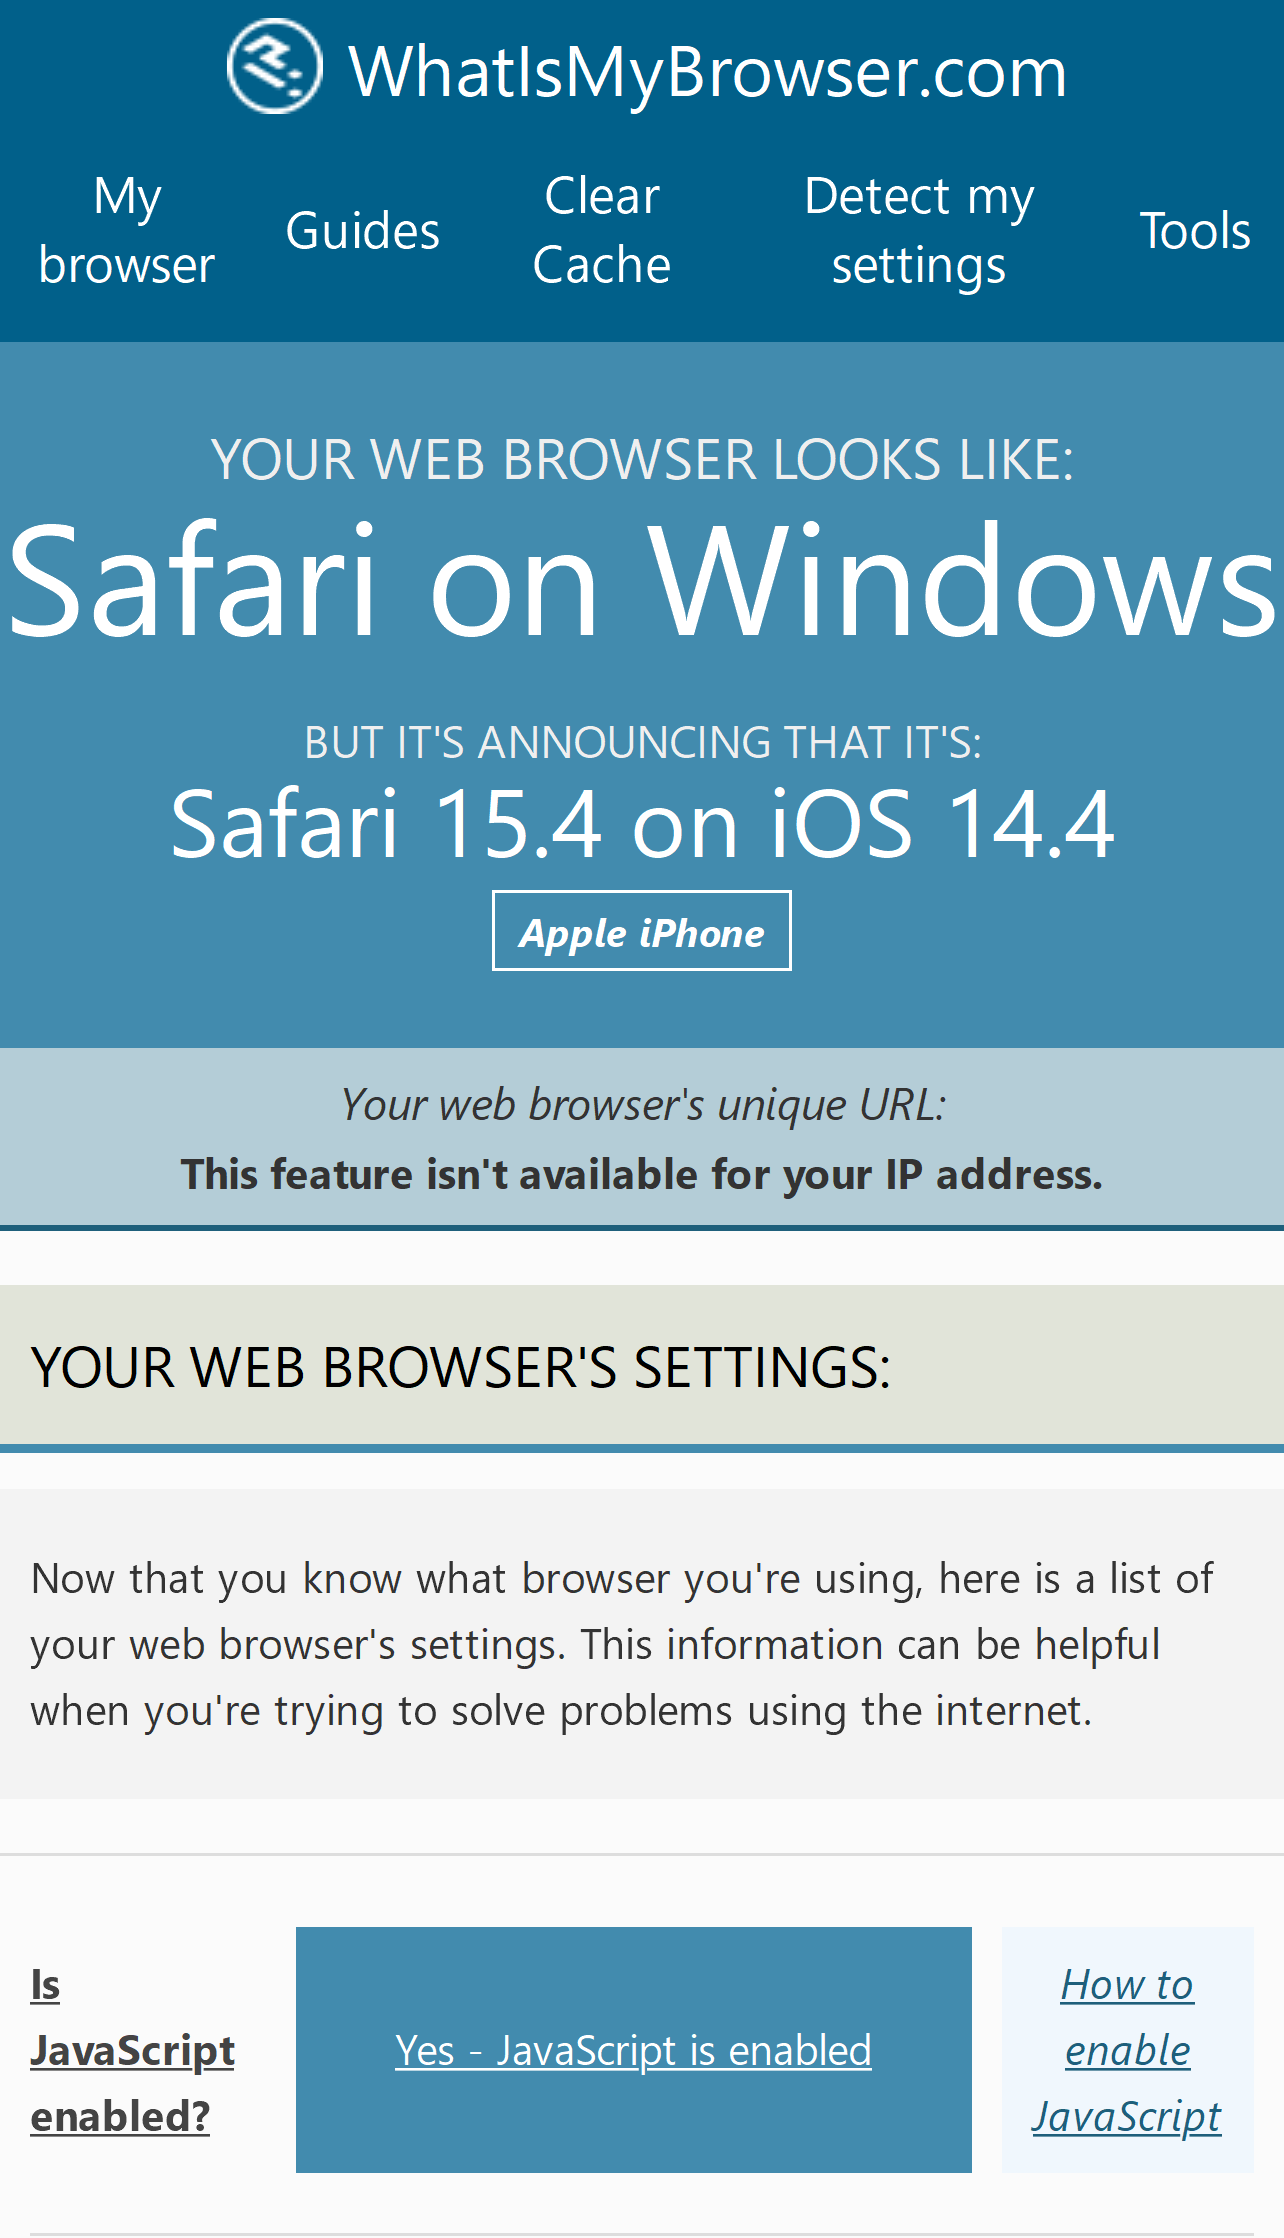 WhatIsMyBrowser.com
My browser
Guides
Clear Cache
Detect my settings
Tools
YOUR WEB BROWSER LOOKS LIKE:
Safari on Windows
BUT IT'S ANNOUNCING THAT IT'S:
Safari 15.4 on iOS 14.4
Apple iPhone
Your web browser's unique URL:
This feature isn't available for your IP address.
YOUR WEB BROWSER'S SETTINGS:
Now that you know what browser you're using, here is a list of
your web browser's settings. This information can be helpful
when you're trying to solve problems using the internet.
Is
JavaScript
enabled?
Yes - JavaScript is enabled
How to
enable
JavaScript